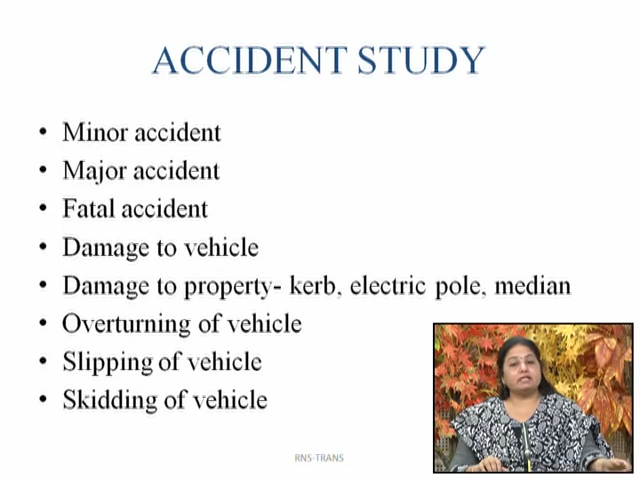 ACCIDENT STUDY
• Minor accident
• Major accident
• Fatal accident
• Damage to vehicle
• Damage to property- kerb, electric pole, median
• Overturning of vehicle
• Slipping of vehicle
• Skidding of vehicle
RNS-TRANS